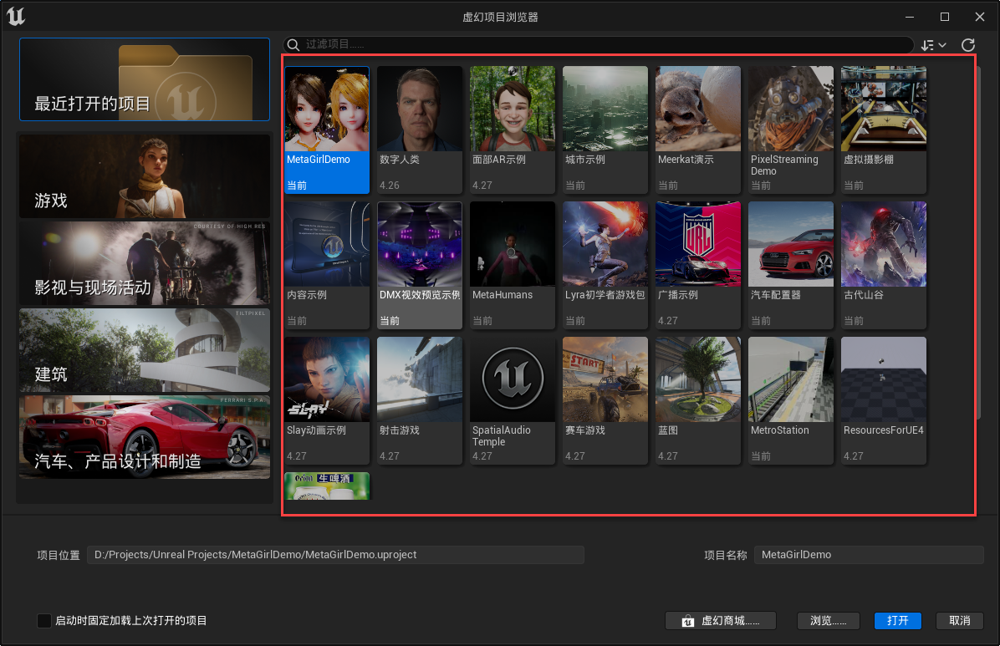 虚幻项目浏览器
最近打开的项目
游戏
COURTESY OF HIGH RES
影视与现场活动
TILTPIXEL
建筑
FERRARI S.P.A.
汽车、产品设计和制造
过滤项目……
MetaGirlDemo
当前
数字人类
4.26
面部AR示例
4.27
城市示例
当前
Meerkat演示
当前
PixelStreaming
Demo
当前
虚拟摄影棚
当前
内容示例
当前
DMX视效预览示例
当前
MetaHumans
当前
Lyra初学者游戏包
当前
URL
广播示例
4.27
汽车配置器
当前
古代山谷
当前
SLAY
Slay动画示例
4.27
射击游戏
4.27
SpatialAudio
Temple
4.27
START
赛车游戏
4.27
蓝图
4.27
MetroStation
当前
ResourcesForUE4
4.27
Orion 生啤酒
项目位置 D:/Projects/Unreal Projects/MetaGirlDemo/MetaGirlDemo.uproject 项目名称 MetaGirlDemo
启动时固定加载上次打开的项目 虚幻商城…… 浏览…… 打开 取消